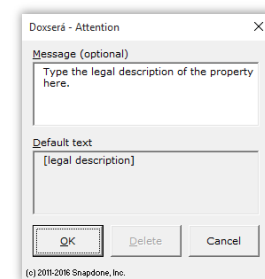 Doxserá - Attention
Message (optional)
Type the legal description of the property
here.
Default text
[legal description]
OK Delete Cancel
(c) 2011-2016 Snapdone, Inc.